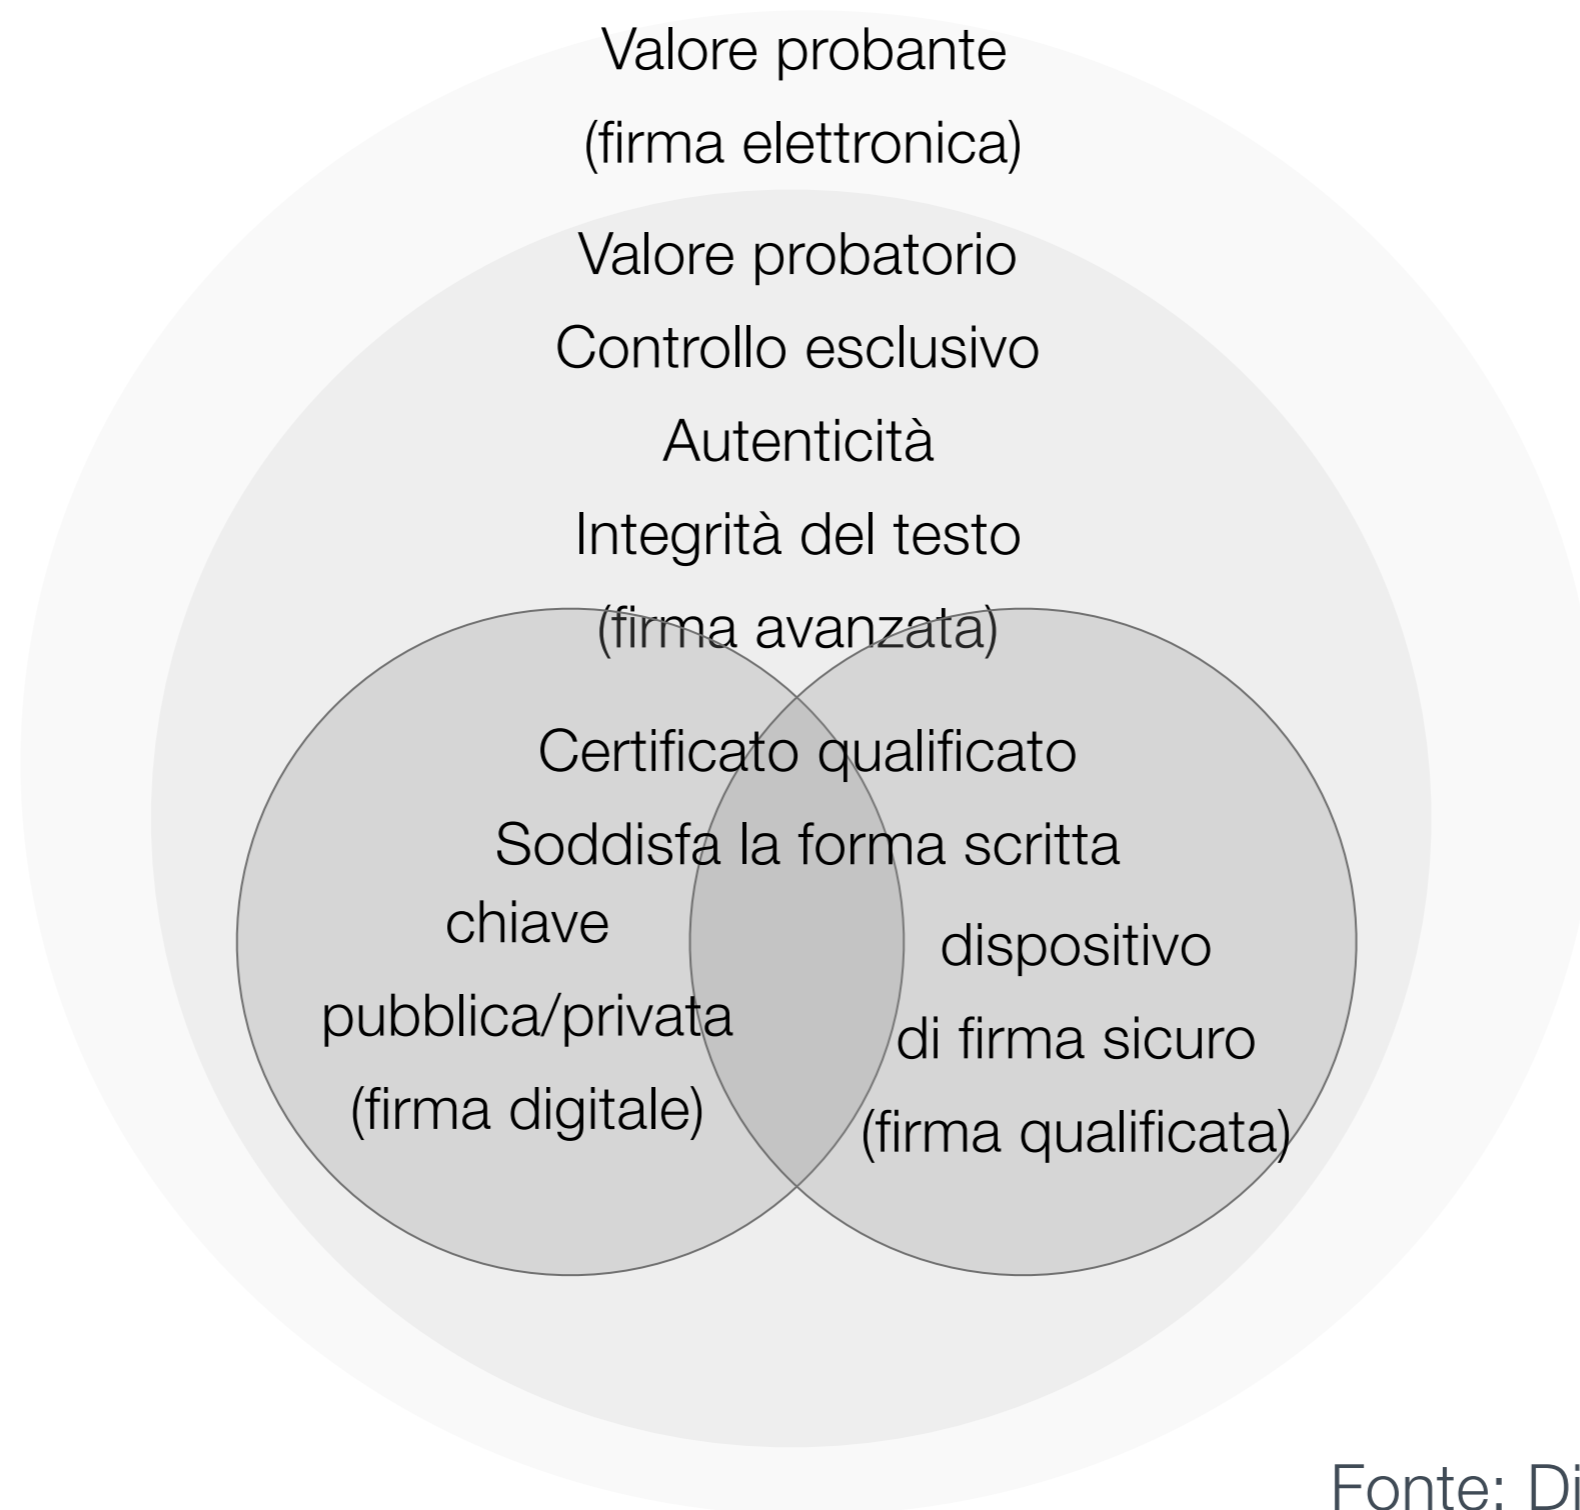 Valore probante
(firma elettronica)
Valore probatorio
Controllo esclusivo
Autenticità
Integrità del testo
(firma avanzata)
Certificato qualificato
Soddisfa la forma scritta
chiave
pubblica/privata
(firma digitale)
dispositivo
di firma sicuro
(firma qualificata)
Fonte: